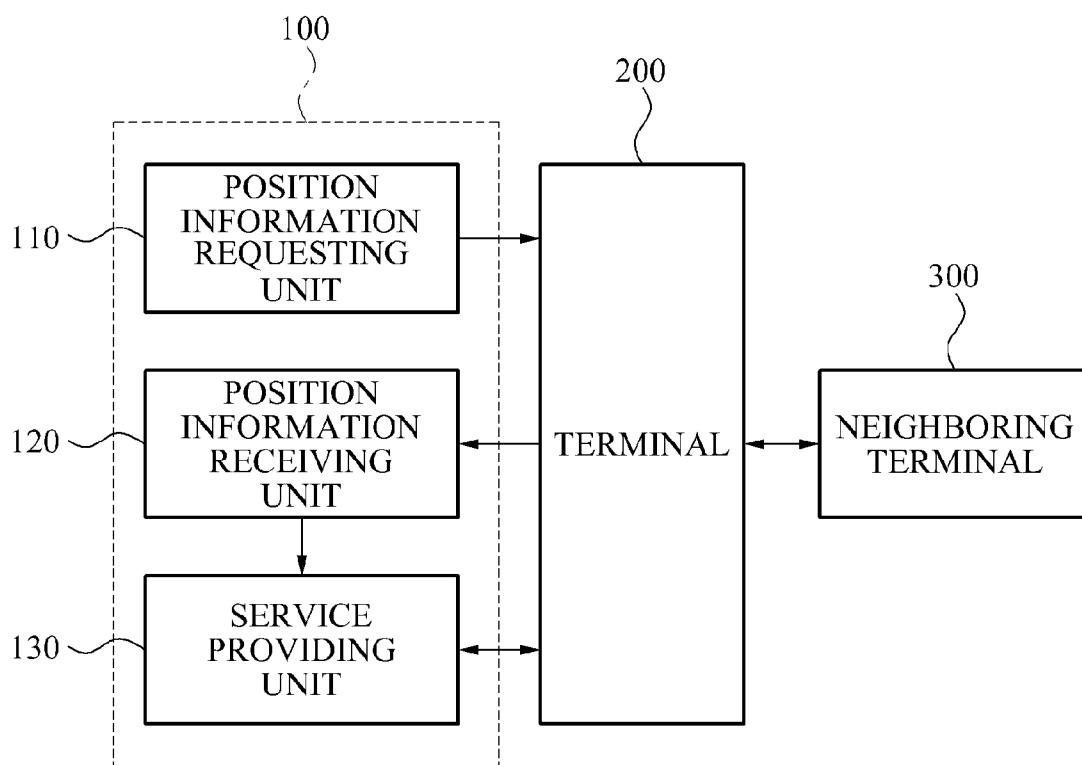 100
200
POSITION
INFORMATION
REQUESTING
UNIT
110
300
POSITION
INFORMATION
RECEIVING
UNIT
120
TERMINAL
NEIGHBORING
TERMINAL
SERVICE
PROVIDING
UNIT
130